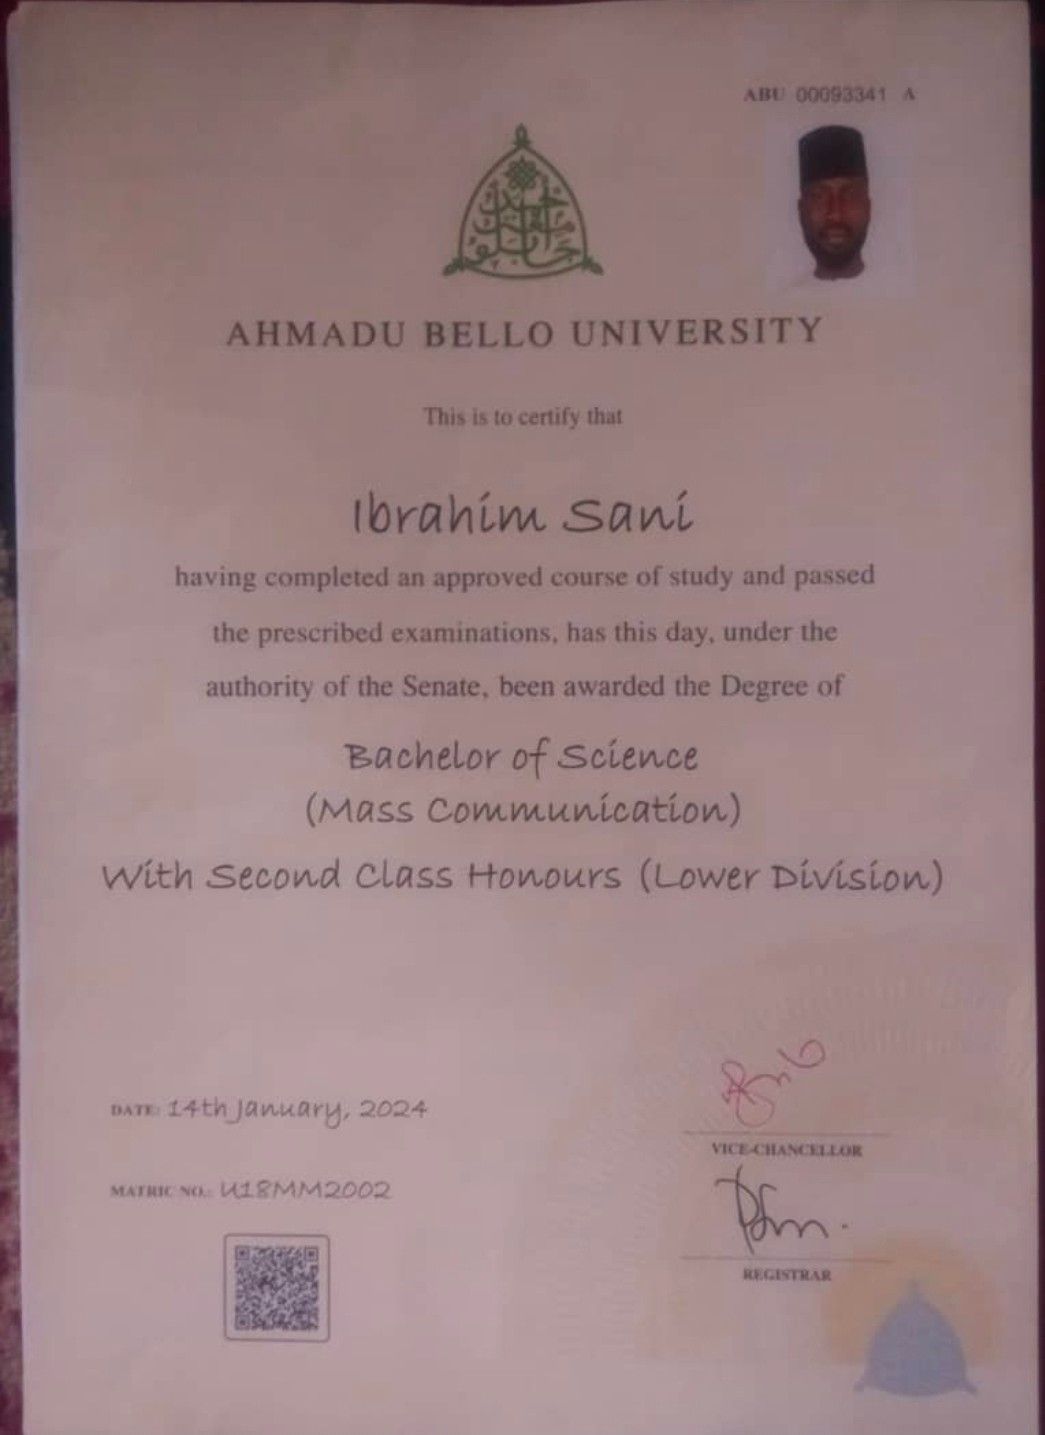 ABU 00093341 A
AHMADU BELLO UNIVERSITY
This is to certify that
Ibrahim Sani
having completed an approved course of study and passed
the prescribed examinations, has this day, under the
authority of the Senate, been awarded the Degree of
Bachelor of Science
(Mass Communication)
With Second Class Honours (Lower Division)
DATE: 14th January, 2024
VICE-CHANCELLOR
MATRIC NO.: U18MM2002
REGISTRAR